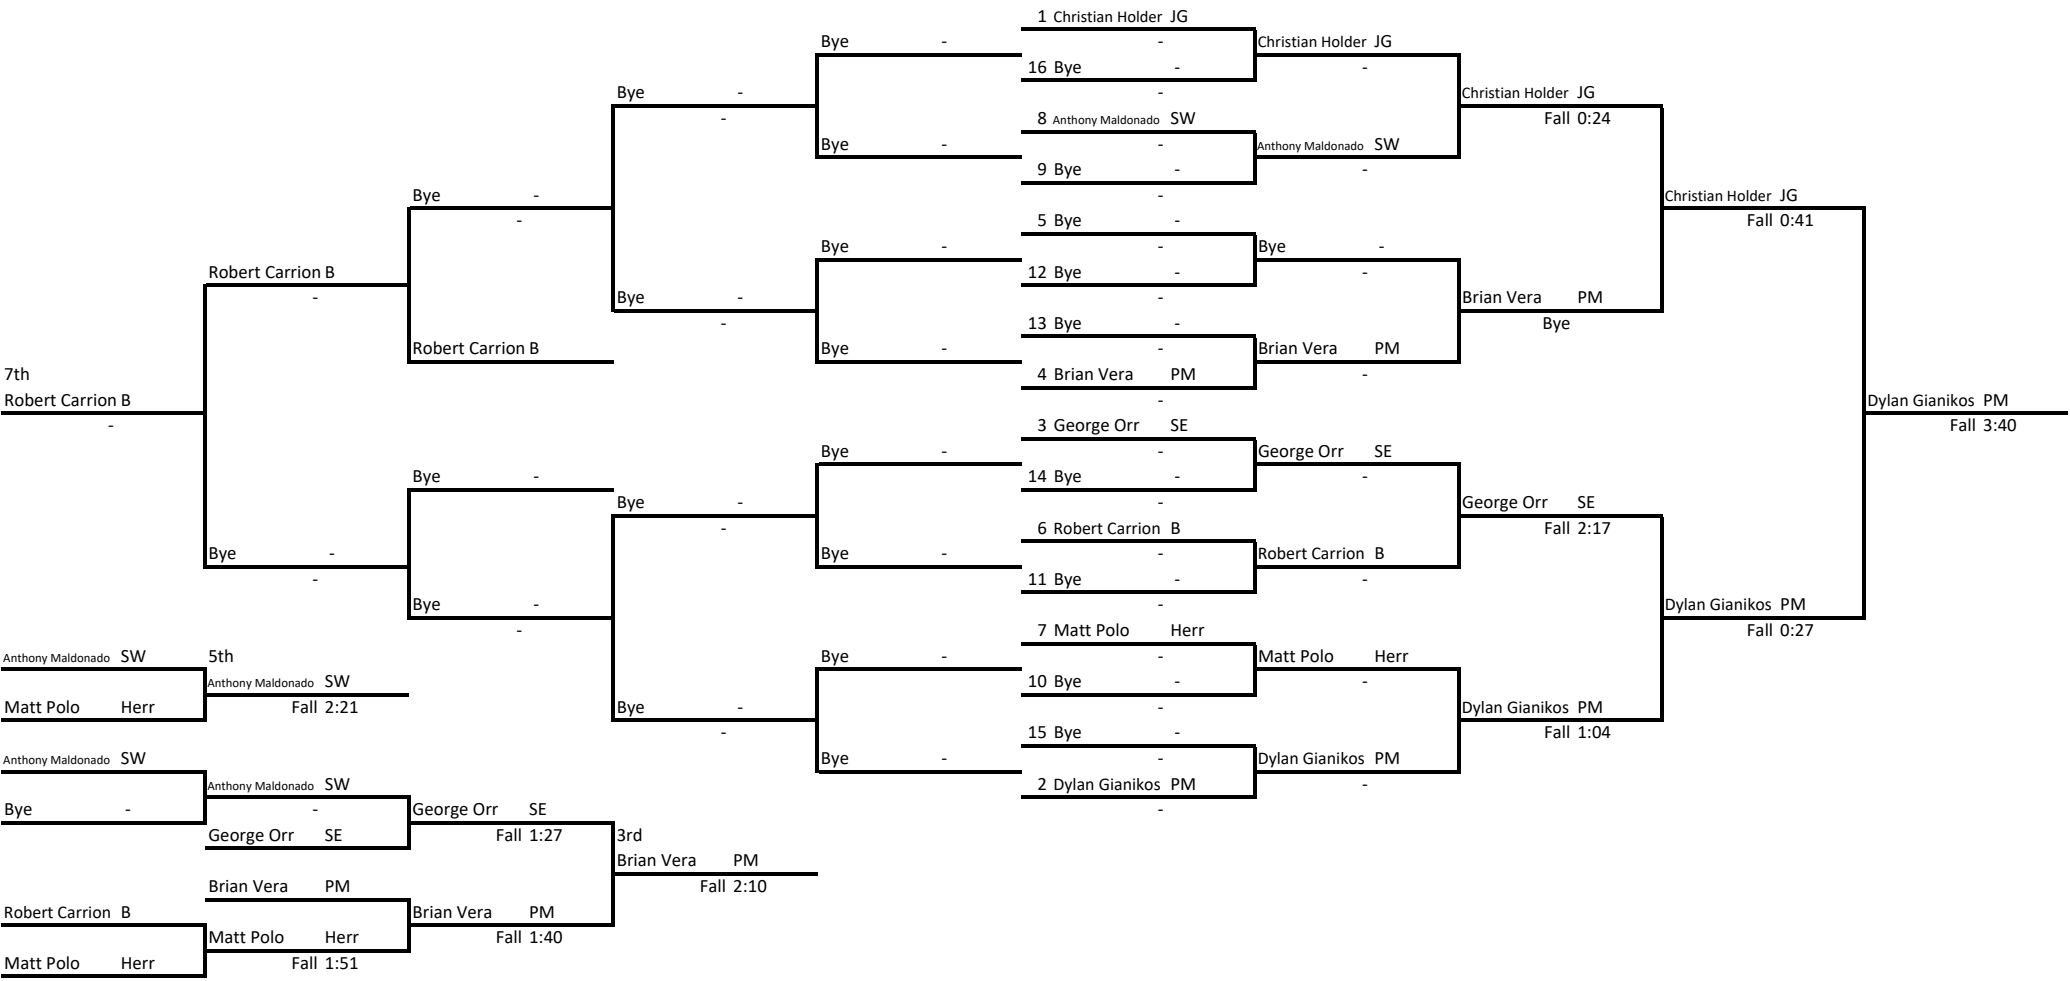 1 Christian Holder JG
Bye - - Christian Holder JG
16 Bye - -
Bye - - Christian Holder JG
- 8 Anthony Maldonado SW Fall 0:24
Bye - - Anthony Maldonado SW
9 Bye - -
Bye - - Christian Holder JG
- 5 Bye - Fall 0:41
Bye - - Bye -
Robert Carrion B 12 Bye - -
- Bye - - Brian Vera PM
- 13 Bye - Bye
Robert Carrion B Bye - - Brian Vera PM
7th 4 Brian Vera PM -
Robert Carrion B - Dylan Gianikos PM
- 3 George Orr SE Fall 3:40
Bye - - George Orr SE
Bye - 14 Bye - -
Bye - - George Orr SE
- 6 Robert Carrion B Fall 2:17
Bye - Bye - - Robert Carrion B
- 11 Bye - -
Bye - - Dylan Gianikos PM
- 7 Matt Polo Herr Fall 0:27
Anthony Maldonado SW 5th Bye - - Matt Polo Herr
Anthony Maldonado SW 10 Bye - -
Matt Polo Herr Fall 2:21 Bye - - Dylan Gianikos PM
- 15 Bye - Fall 1:04
Anthony Maldonado SW Bye - - Dylan Gianikos PM
Anthony Maldonado SW 2 Dylan Gianikos PM -
Bye - - George Orr SE -
George Orr SE Fall 1:27 3rd
Brian Vera PM
Brian Vera PM Fall 2:10
Robert Carrion B Brian Vera PM
Matt Polo Herr Fall 1:40
Matt Polo Herr Fall 1:51